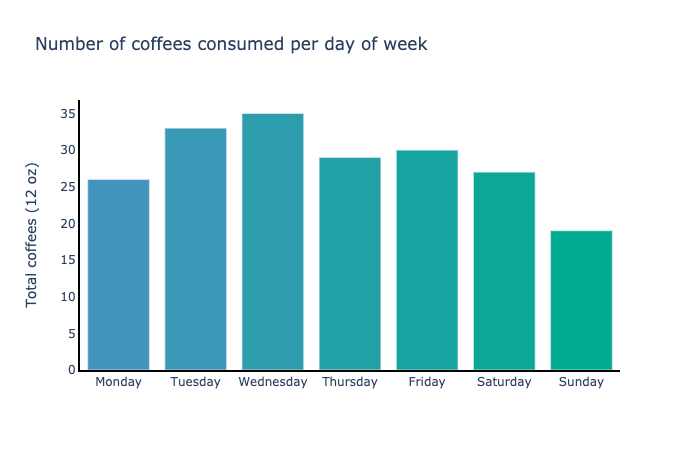 Number of coffees consumed per day of week
Total coffees (12 oz)
35
30
25
20
15
10
5
0
Monday Tuesday Wednesday Thursday Friday Saturday Sunday